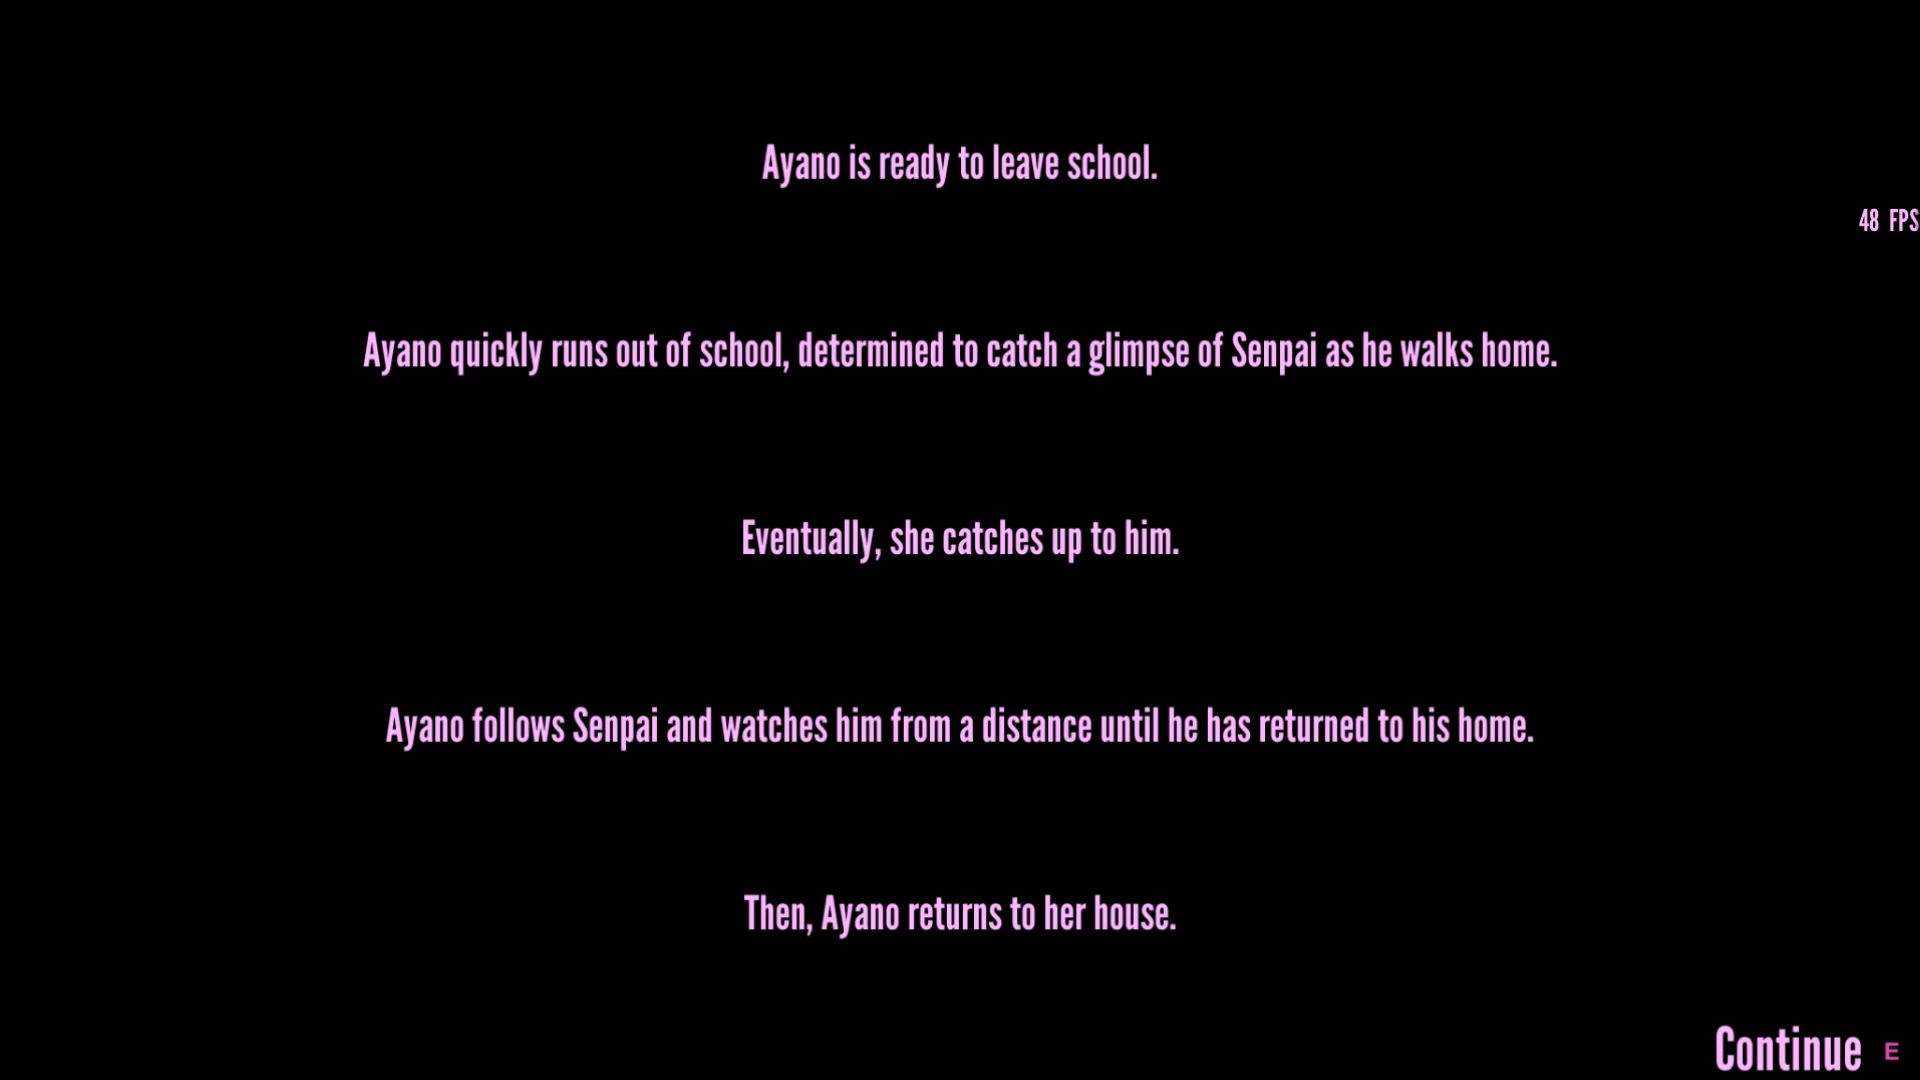 Ayano is ready to leave school.
48 FPS
Ayano quickly runs out of school, determined to catch a glimpse of Senpai as he walks home.
Eventually, she catches up to him.
Ayano follows Senpai and watches him from a distance until he has returned to his home.
Then, Ayano returns to her house.
Continue E